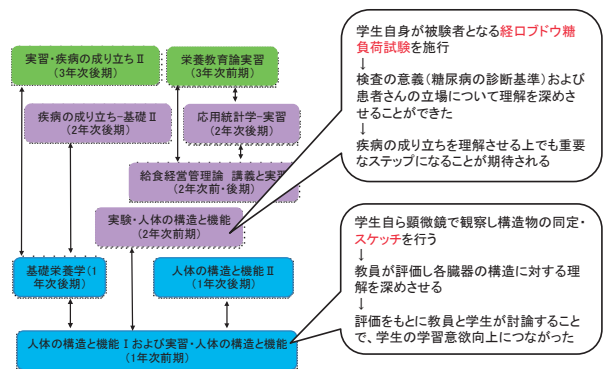 実習・疾病の成り立ちⅡ
(3年次後期)
栄養教育論実習
(3年次前期)
疾病の成り立ち-基礎Ⅱ
(2年次後期)
応用統計学-実習
(2年次後期)
給食経営管理論 講義と実習
(2年次前・後期)
実験・人体の構造と機能
(2年次前期)
基礎栄養学(1
年次後期)
人体の構造と機能Ⅱ
(1年次後期)
人体の構造と機能Ⅰおよび実習・人体の構造と機能
(1年次前期)
学生自身が被験者となる経口ブドウ糖
負荷試験を施行
↓
検査の意義(糖尿病の診断基準)および
患者さんの立場について理解を深めさ
せることができた
↓
疾病の成り立ちを理解させる上でも重要
なステップになることが期待される
学生自ら顕微鏡で観察し構造物の同定・
スケッチを行う
↓
教員が評価し各臓器の構造に対する理
解を深めさせる
↓
評価をもとに教員と学生が討論すること
で、学生の学習意欲向上につながった